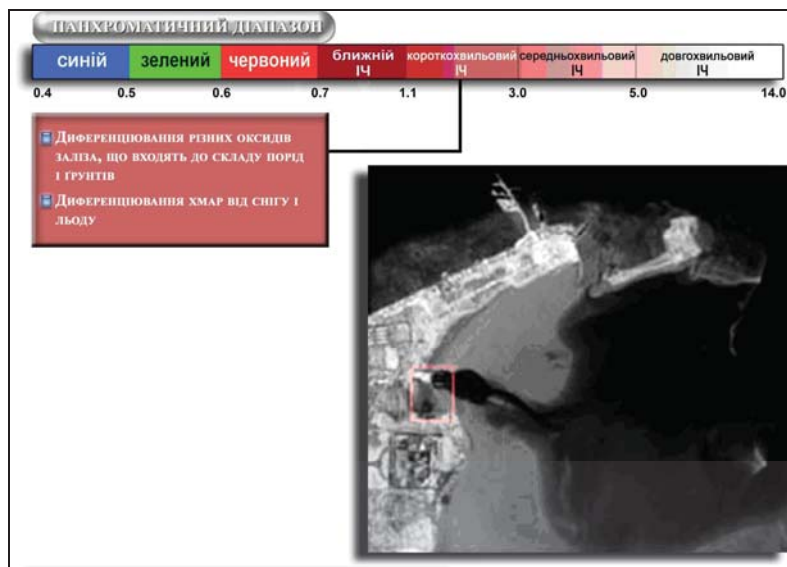 ПАНХРОМАТИЧНИЙ ДІАПАЗОН
синій зелений червоний ближній ІЧ короткохвильовий ІЧ середньохвильовий ІЧ довгохвильовий ІЧ
0.4 0.5 0.6 0.7 1.1 3.0 5.0 14.0
ДИФЕРЕНЦІЮВАННЯ РІЗНИХ ОКСИДІВ
ЗАЛІЗА, ЩО ВХОДЯТЬ ДО СКЛАДУ ПОРІД
І ҐРУНТІВ
ДИФЕРЕНЦІЮВАННЯ ХМАР ВІД СНІГУ І
ЛЬОДУ